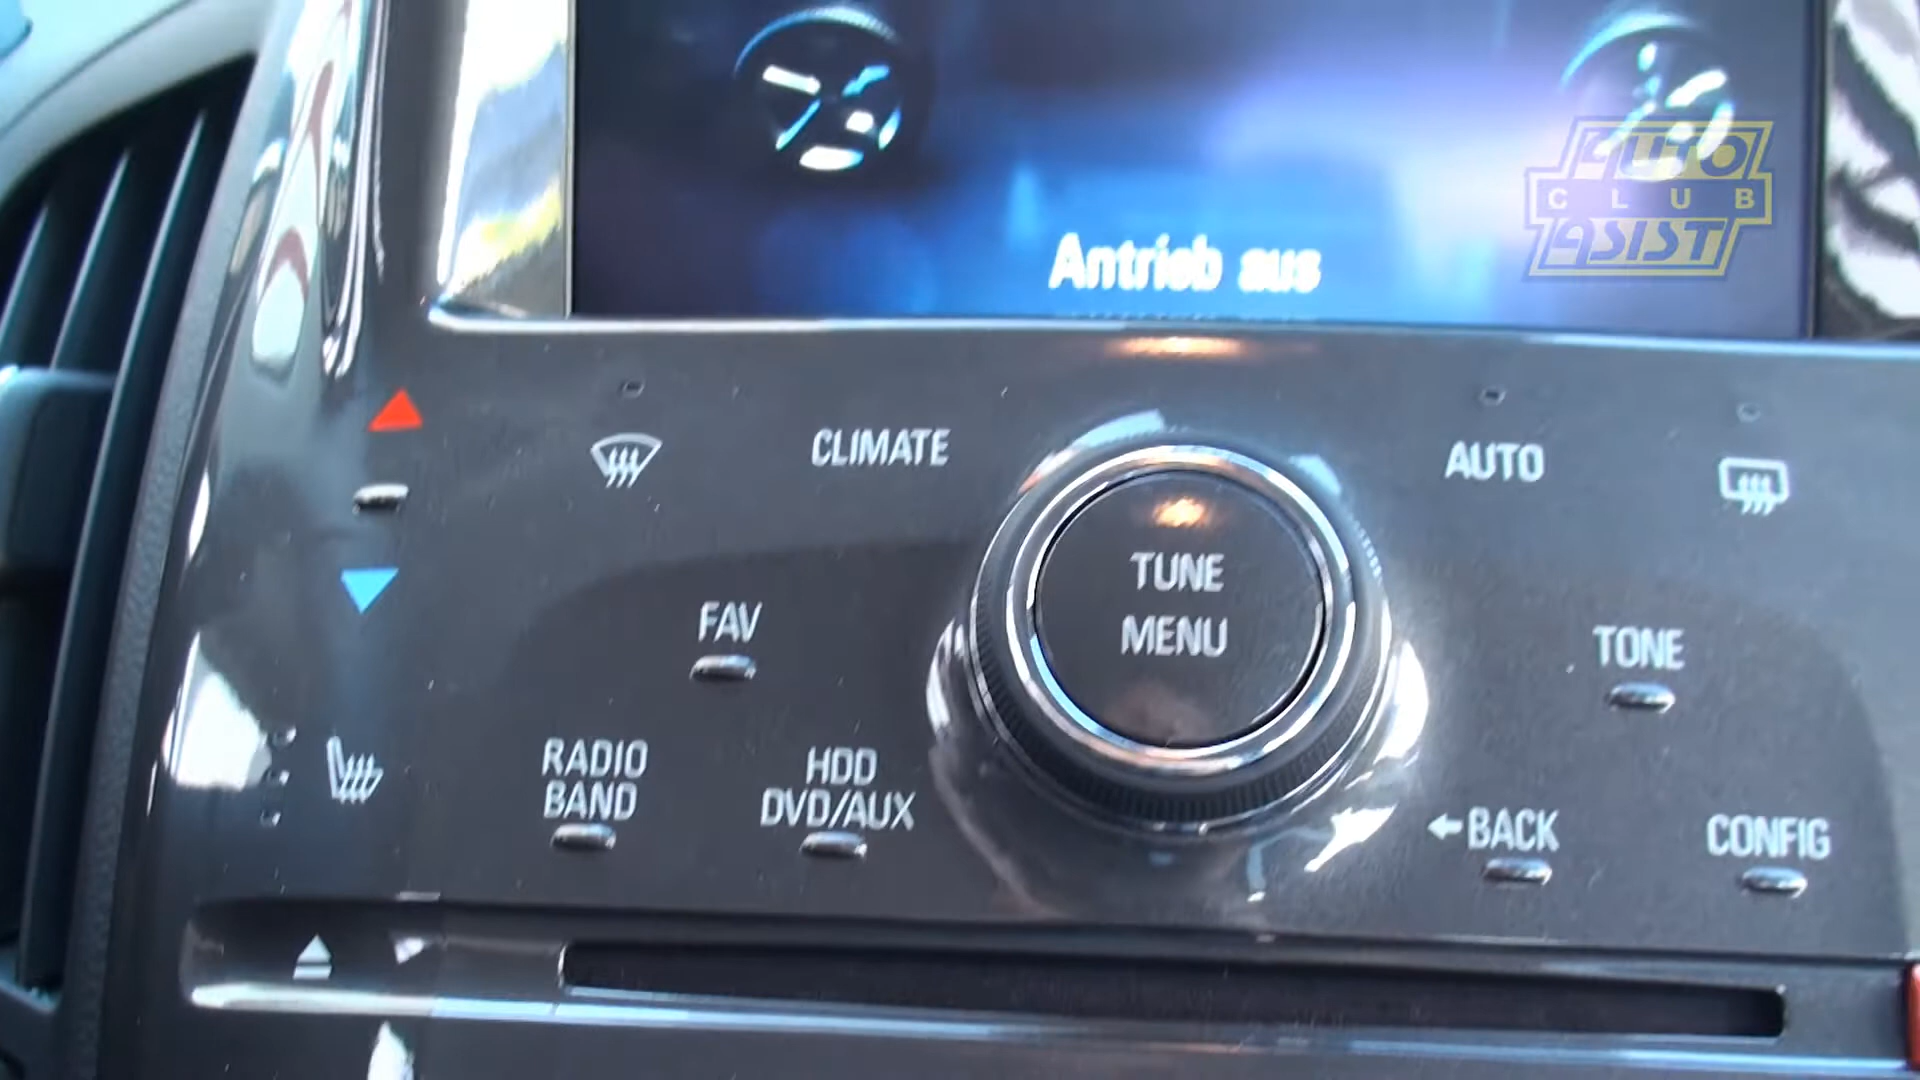 AUTO
CLUB
ASIST
Antrieb aus
CLIMATE
AUTO
TUNE
MENU
FAV
TONE
RADIO
BAND
HDD
DVD/AUX
←BACK
CONFIG